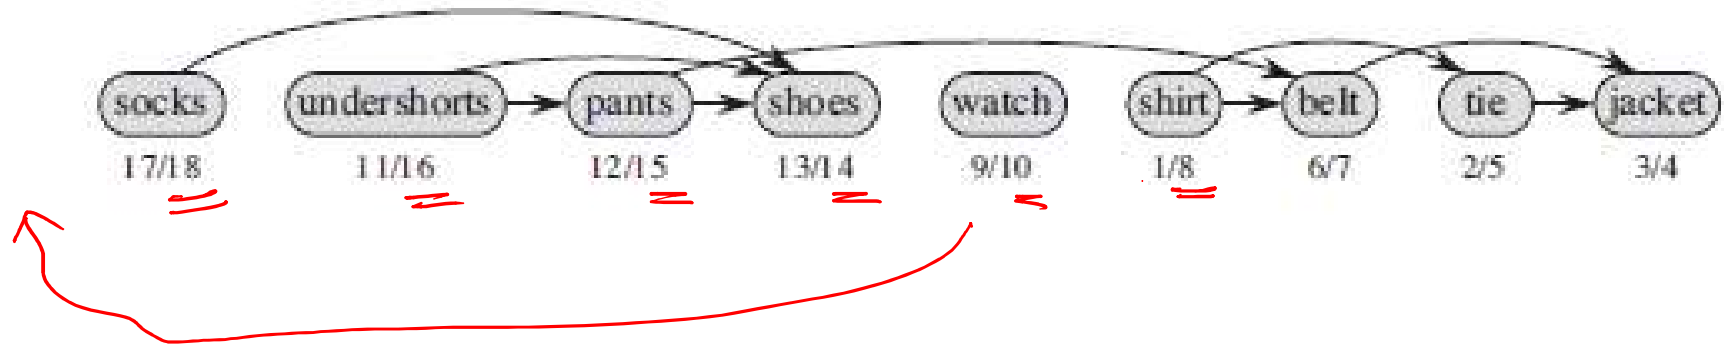 socks undershorts pants shoes watch shirt belt tie jacket
17/18 11/16 12/15 13/14 9/10 1/8 6/7 2/5 3/4